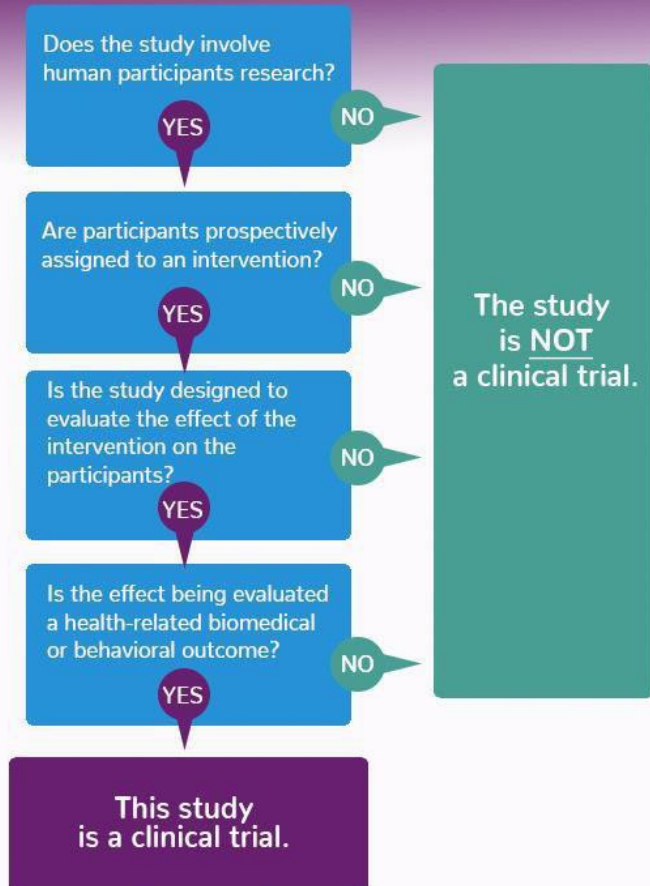 Does the study involve
human participants research?
YES
NO
Are participants prospectively
assigned to an intervention?
YES
NO
Is the study designed to
evaluate the effect of the
intervention on the
participants?
YES
NO
Is the effect being evaluated
a health-related biomedical
or behavioral outcome?
YES
NO
The study
is NOT
a clinical trial.
This study
is a clinical trial.